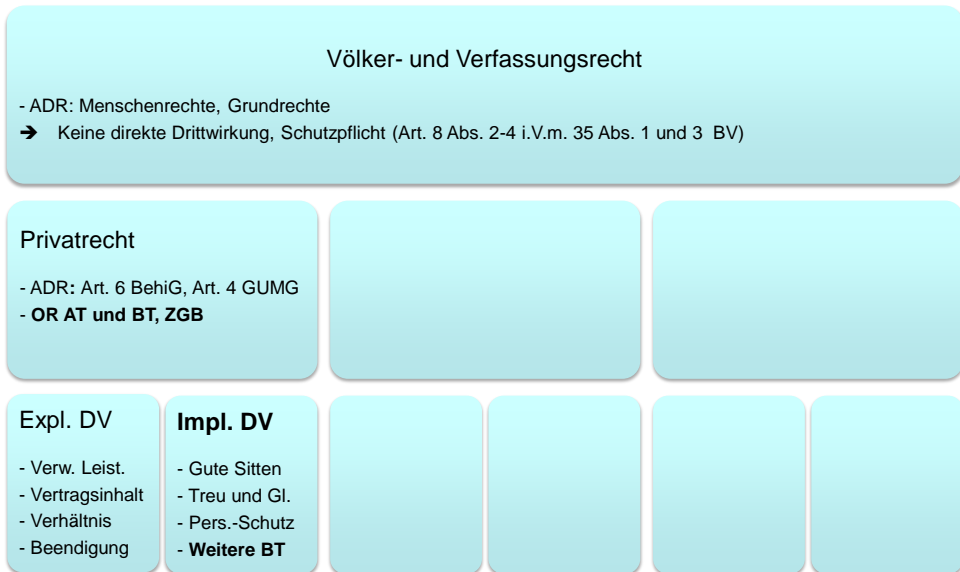 Völker- und Verfassungsrecht
- ADR: Menschenrechte, Grundrechte
➔ Keine direkte Drittwirkung, Schutzpflicht (Art. 8 Abs. 2-4 i.V.m. 35 Abs. 1 und 3 BV)
Privatrecht
- ADR: Art. 6 BehiG, Art. 4 GUMG
- OR AT und BT, ZGB
Expl. DV
- Verw. Leist.
- Vertragsinhalt
- Verhältnis
- Beendigung
Impl. DV
- Gute Sitten
- Treu und Gl.
- Pers.-Schutz
- Weitere BT